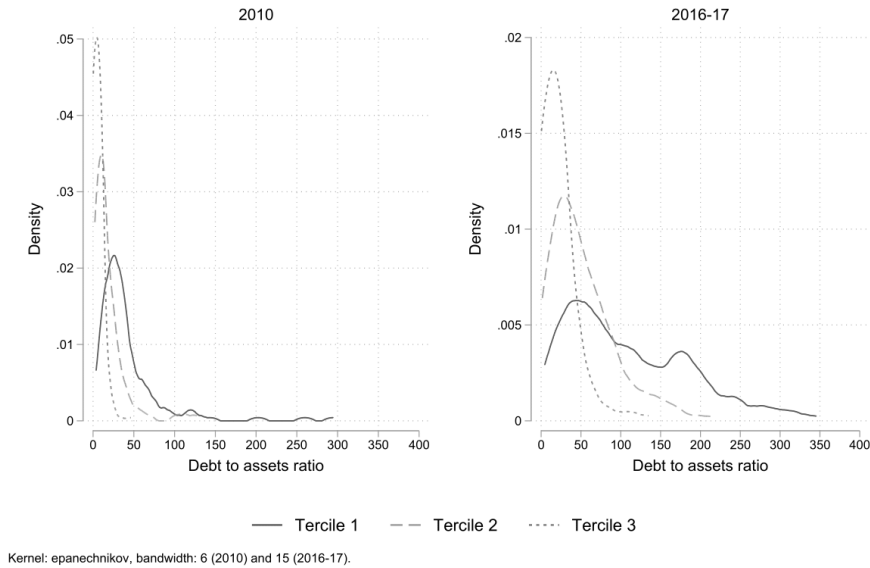 2010
2016-17
.05
.04
.03
.02
.01
0
Density
0 50 100 150 200 250 300 350 400
Debt to assets ratio
.02
.015
.01
.005
0
Density
0 50 100 150 200 250 300 350 400
Debt to assets ratio
Tercile 1 Tercile 2 Tercile 3
Kernel: epanechnikov, bandwidth: 6 (2010) and 15 (2016-17).